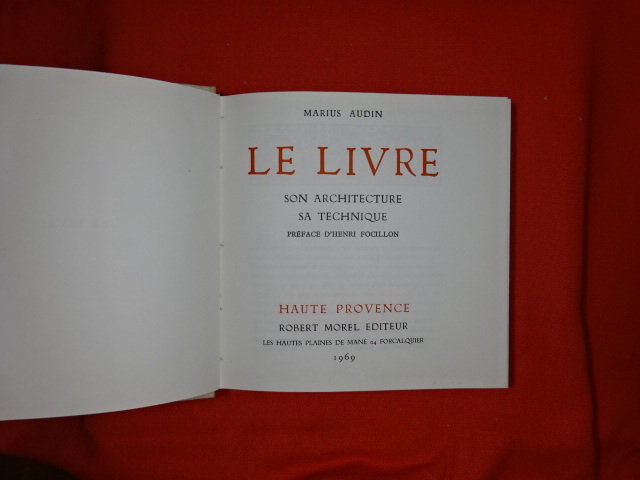 MARIUS AUDIN
LE LIVRE
SON ARCHITECTURE
SA TECHNIQUE
PRÉFACE D'HENRI FOCILLON
HAUTE PROVENCE
ROBERT MOREL EDITEUR
LES HAUTES PLAINES DE MANE 04 FORCALQUIER
1969